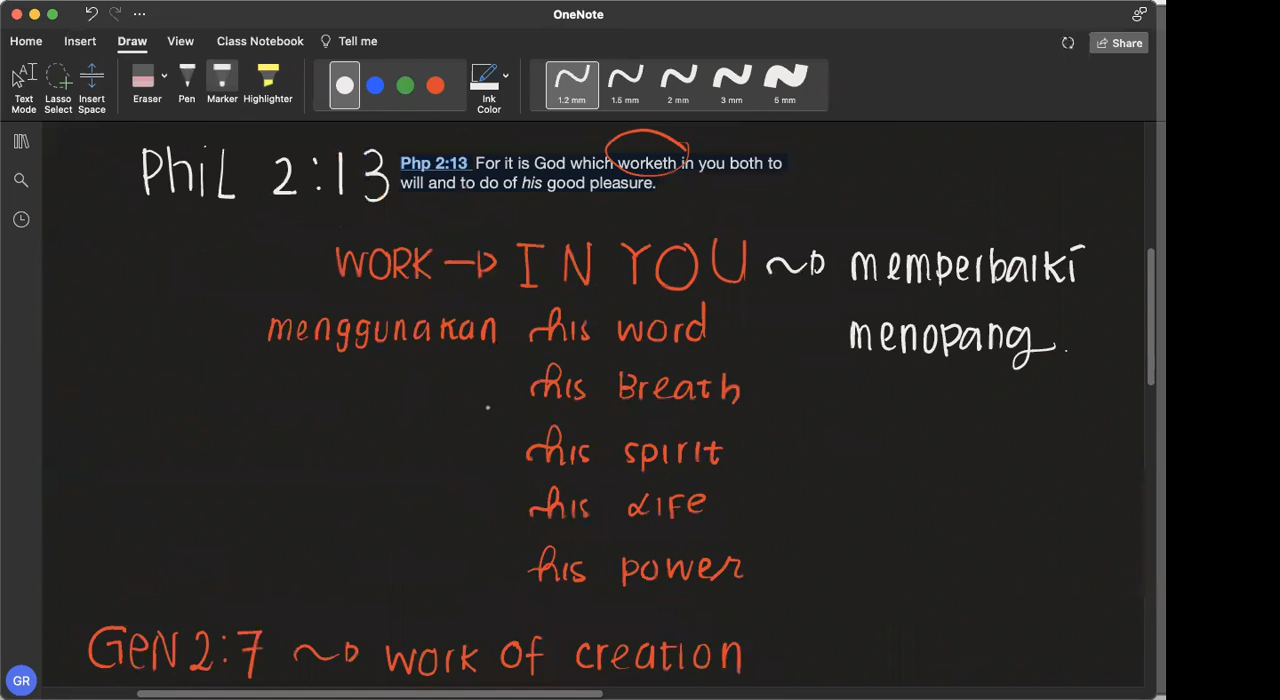 OneNote
Home Insert Draw View Class Notebook Tell me Share
Text Mode Lasso Select Insert Space Eraser Pen Marker Highlighter Ink Color 1.2 mm 1.5 mm 2 mm 3 mm 5 mm
PhiL 2:13
Php 2:13 For it is God which worketh in you both to
will and to do of his good pleasure.
WORK → IN YOU ~> memperbaiki
menggunakan his word menopang.
his Breath
his spirit
his LIFe
his power
GeN 2:7 ~> work of creation
GR